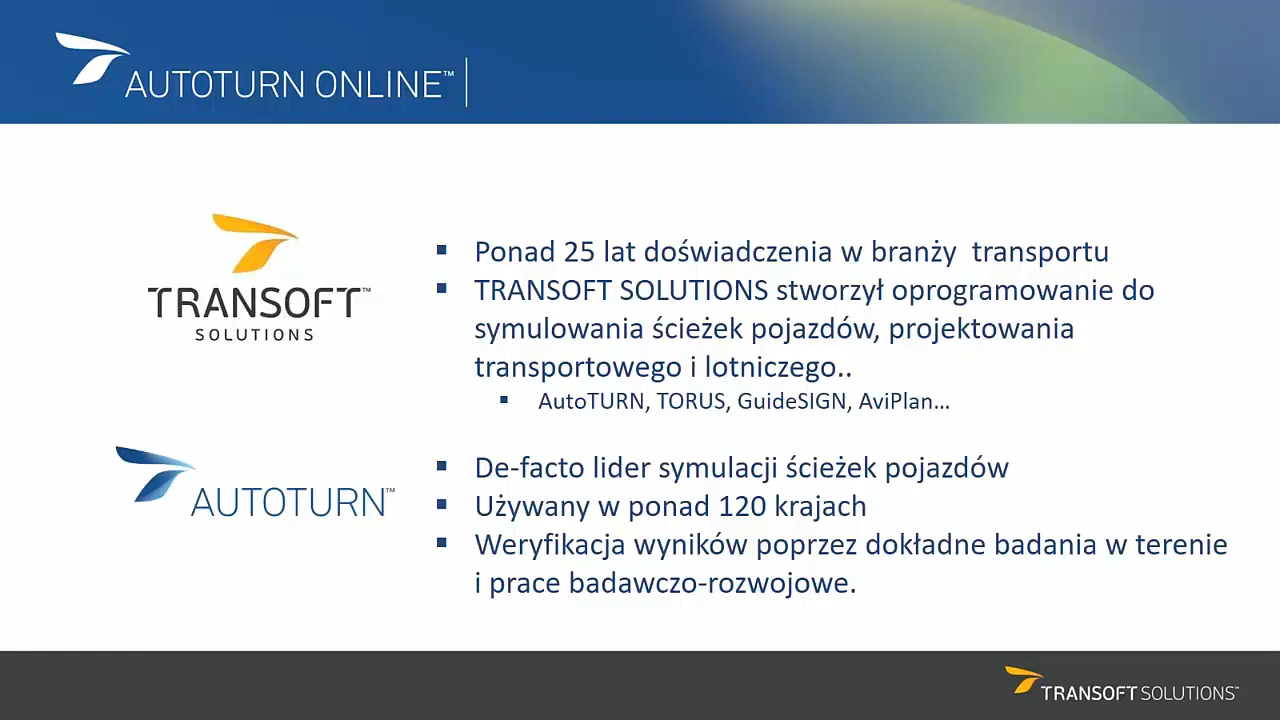 AUTOTURN ONLINE™
TRANSOFT™
SOLUTIONS
▪ Ponad 25 lat doświadczenia w branży transportu
▪ TRANSOFT SOLUTIONS stworzył oprogramowanie do
symulowania ścieżek pojazdów, projektowania
transportowego i lotniczego..
▪ AutoTURN, TORUS, GuideSIGN, AviPlan…
AUTOTURN™
▪ De-facto lider symulacji ścieżek pojazdów
▪ Używany w ponad 120 krajach
▪ Weryfikacja wyników poprzez dokładne badania w terenie
i prace badawczo-rozwojowe.
TRANSOFT SOLUTIONS™